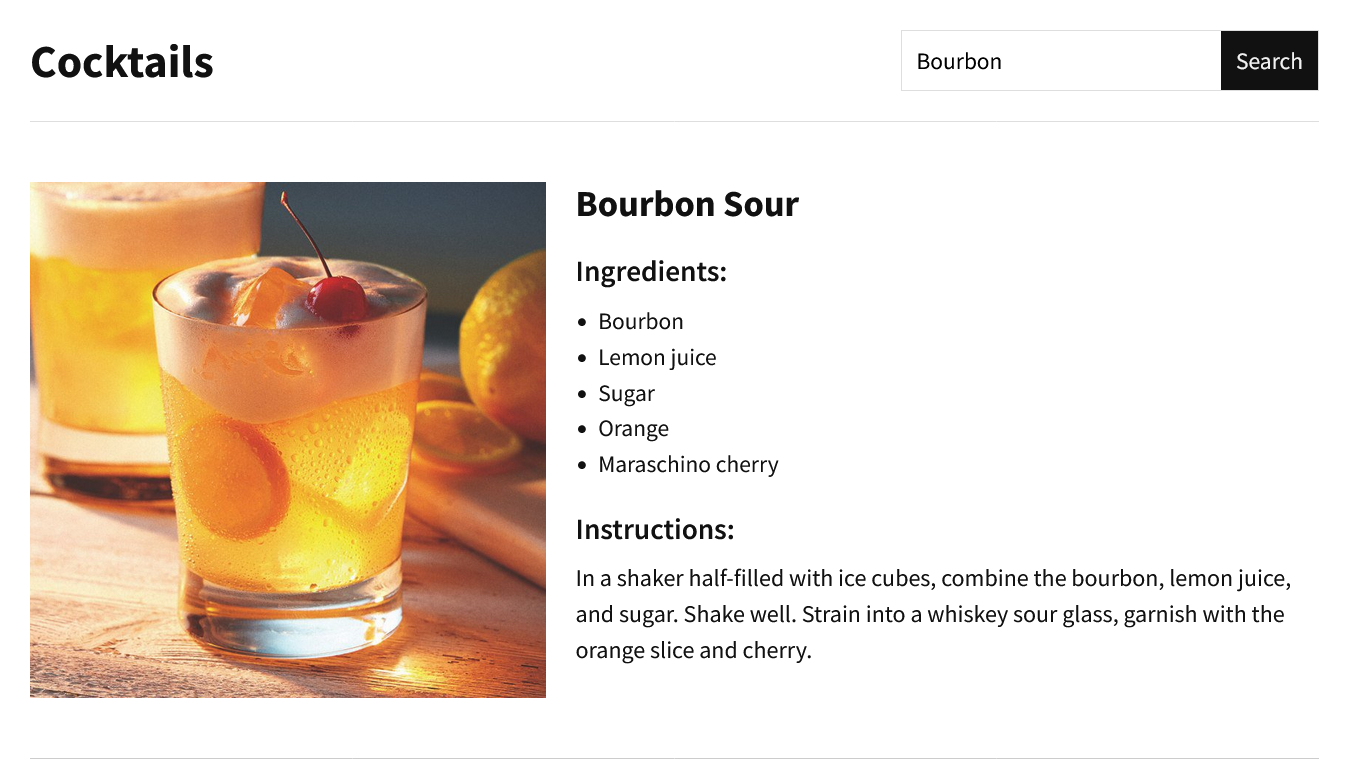 Cocktails
Bourbon
Search
Bourbon Sour
Ingredients:
Bourbon
Lemon juice
Sugar
Orange
Maraschino cherry
Instructions:
In a shaker half-filled with ice cubes, combine the bourbon, lemon juice,
and sugar. Shake well. Strain into a whiskey sour glass, garnish with the
orange slice and cherry.